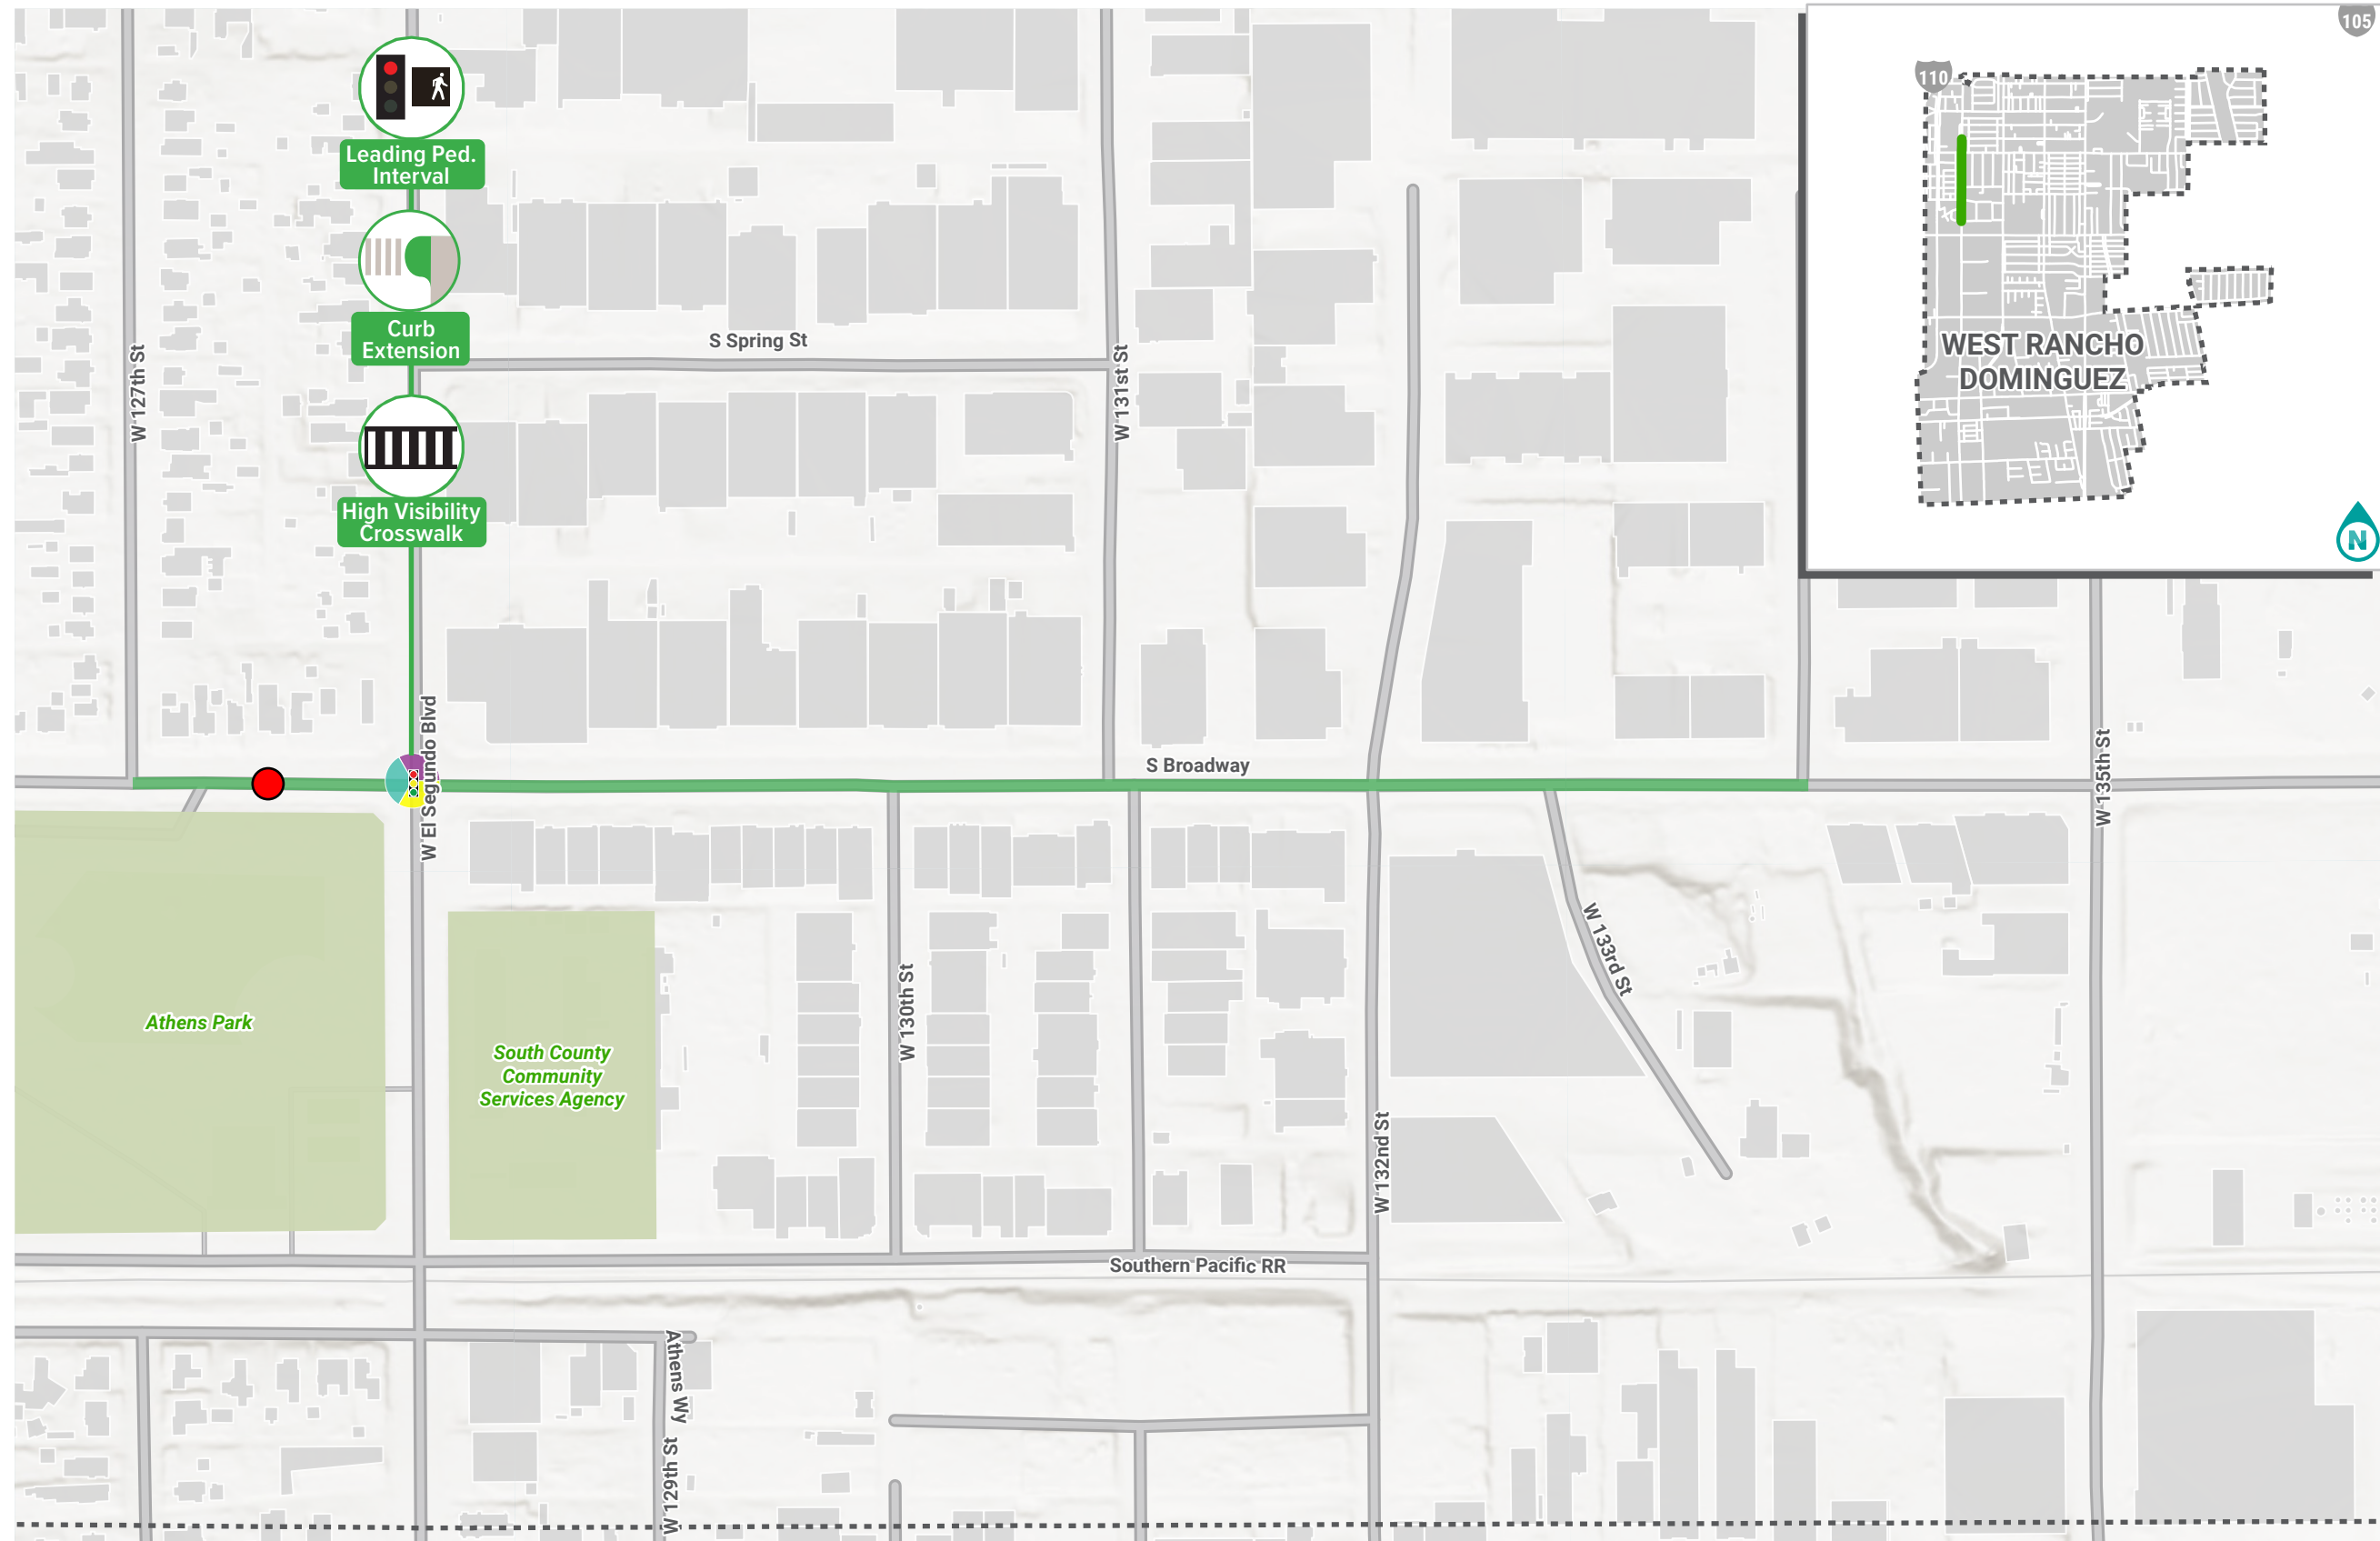 Leading Ped.
Interval
Curb
Extension
High Visibility
Crosswalk
W 127th St
S Spring St
W 131st St
W El Segundo Blvd
S Broadway
W 135th St
105
110
WEST RANCHO
DOMINGUEZ
N
Athens Park
South County
Community
Services Agency
W 130th St
W 133rd St
W 132nd St
Southern Pacific RR
Athens Wy
W 129th St